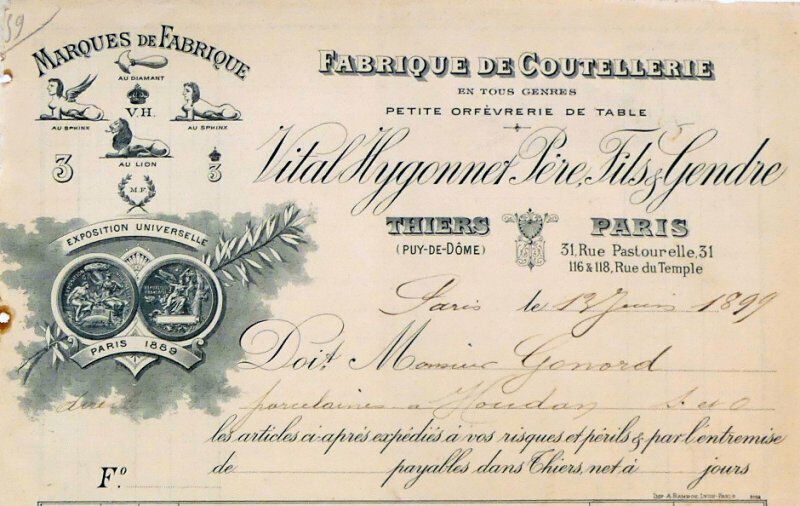 59
MARQUES DE FABRIQUE
AU DIAMANT
V.H.
AU SPHINX
AU SPHINX
AU LION
3
3
M.F.
EXPOSITION UNIVERSELLE
PARIS 1889
FABRIQUE DE COUTELLERIE
EN TOUS GENRES
PETITE ORFÈVRERIE DE TABLE
Vital Hygonnet Père, Fils & Gendre
THIERS
(PUY-DE-DÔME)
PARIS
31, Rue Pastourelle, 31
116 & 118, Rue du Temple
Paris le 13 Juin 1899
Doit Monsieur Gonord
porcelaines a Houdan S. et O
les articles ci-après expédiés à vos risques et périls & par l'entremise
de payables dans Thiers, net à jours
F.o